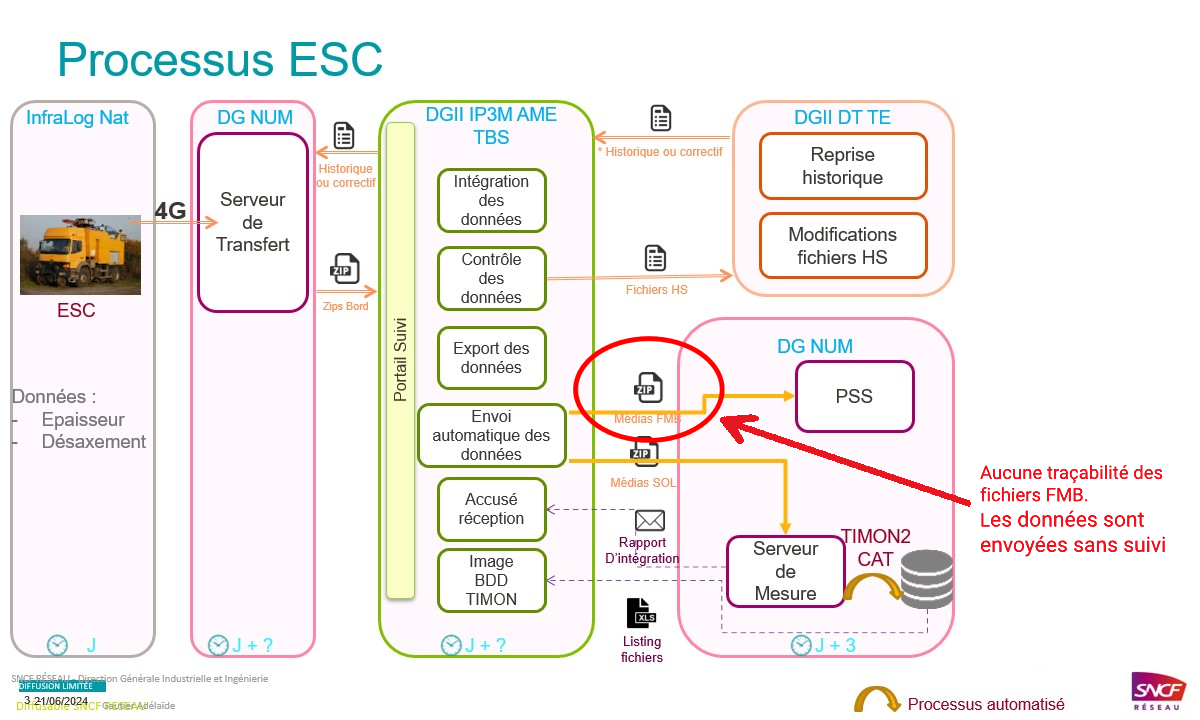 Processus ESC
InfraLog Nat
4G
ESC
Données :
- Epaisseur
- Désaxement
J
DG NUM
Serveur
de
Transfert
J + ?
Historique
ou correctif
ZIP
Zips Bord
DGII IP3M AME
TBS
Portail Suivi
Intégration
des
données
Contrôle
des
données
Export des
données
Envoi
automatique des
données
Accusé
réception
Image
BDD
TIMON
J + ?
* Historique ou correctif
Fichiers HS
ZIP
Médias FMB
ZIP
Médias SOL
Rapport
D'intégration
XLS
Listing
fichiers
DGII DT TE
Reprise
historique
Modifications
fichiers HS
DG NUM
PSS
Serveur
de
Mesure
TIMON2
CAT
J + 3
Aucune traçabilité des
fichiers FMB.
Les données sont
envoyées sans suivi
SNCF RÉSEAU - Direction Générale Industrielle et Ingénierie
DIFFUSION LIMITÉE
3 21/06/2024
Diffusable SNCF RESEAU
Gautier Adélaïde
Processus automatisé
SNCF
RÉSEAU